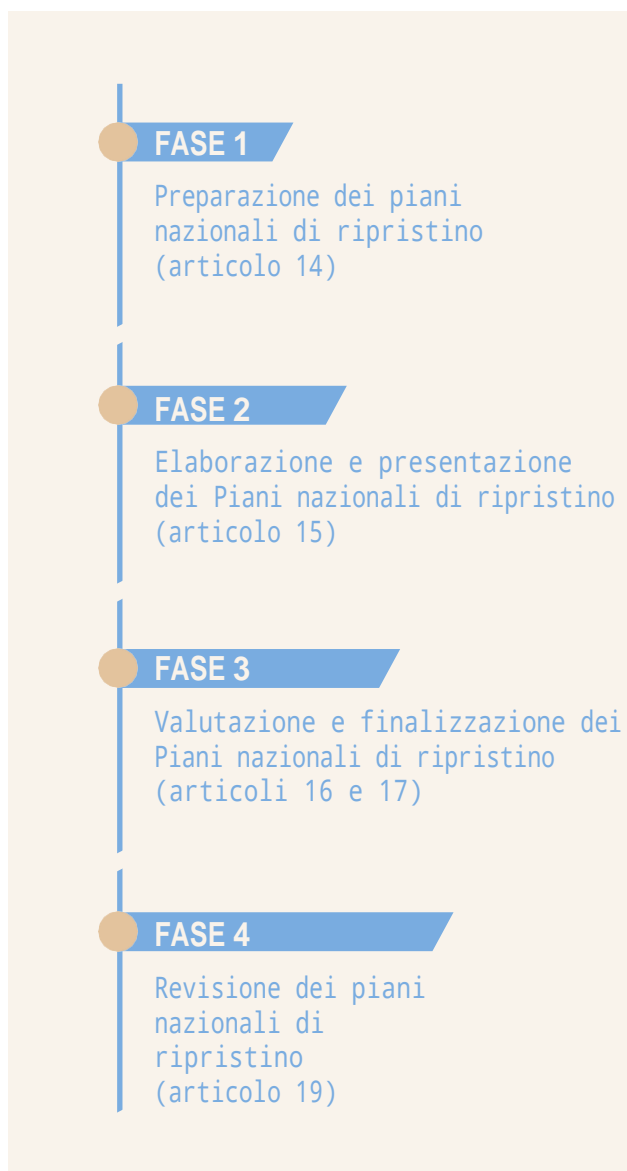 FASE 1
Preparazione dei piani
nazionali di ripristino
(articolo 14)
FASE 2
Elaborazione e presentazione
dei Piani nazionali di ripristino
(articolo 15)
FASE 3
Valutazione e finalizzazione dei
Piani nazionali di ripristino
(articoli 16 e 17)
FASE 4
Revisione dei piani
nazionali di
ripristino
(articolo 19)